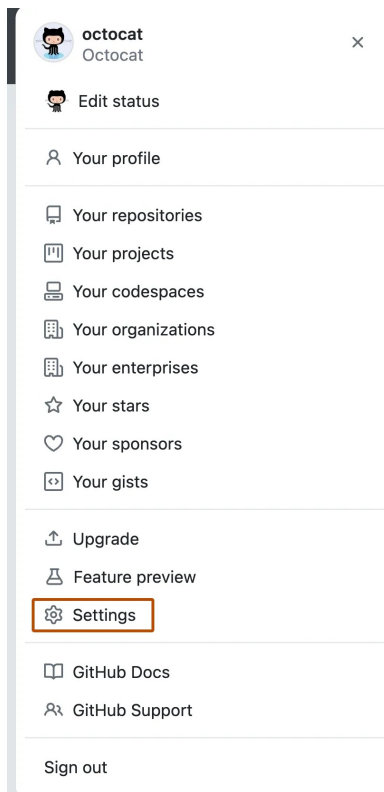 octocat
Octocat
Edit status
Your profile
Your repositories
Your projects
Your codespaces
Your organizations
Your enterprises
Your stars
Your sponsors
Your gists
Upgrade
Feature preview
Settings
GitHub Docs
GitHub Support
Sign out